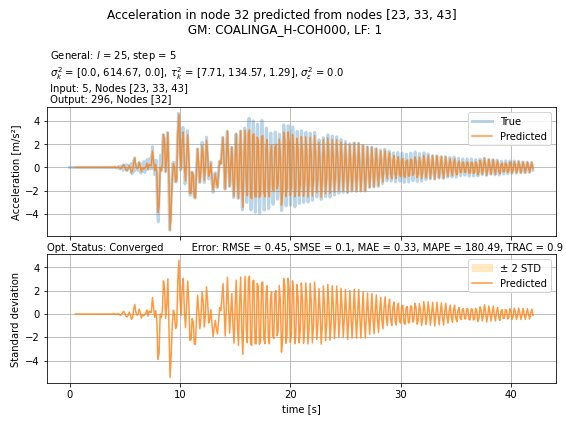 Acceleration in node 32 predicted from nodes [23, 33, 43]
GM: COALINGA_H-COH000, LF: 1
General: l = 25, step = 5
σ²ₖ = [0.0, 614.67, 0.0], τ²ₖ = [7.71, 134.57, 1.29], σ²ε = 0.0
Input: 5, Nodes [23, 33, 43]
Output: 296, Nodes [32]
True
Predicted
Acceleration [m/s²]
4
2
0
−2
−4
Opt. Status: Converged Error: RMSE = 0.45, SMSE = 0.1, MAE = 0.33, MAPE = 180.49, TRAC = 0.9
± 2 STD
Predicted
Standard deviation
4
2
0
−2
−4
0 10 20 30 40
time [s]